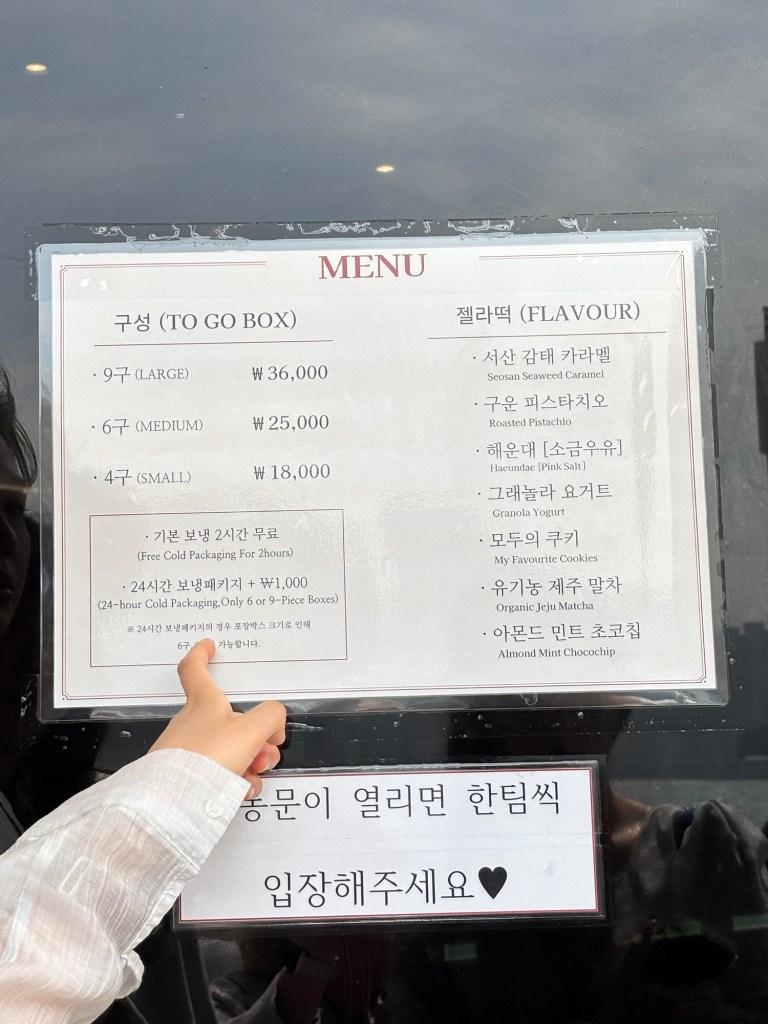 MENU
구성 (TO GO BOX)
· 9구 (LARGE) ₩ 36,000
· 6구 (MEDIUM) ₩ 25,000
· 4구 (SMALL) ₩ 18,000
· 기본 보냉 2시간 무료
(Free Cold Packaging For 2hours)
· 24시간 보냉패키지 + ₩1,000
(24-hour Cold Packaging,Only 6 or 9-Piece Boxes)
※ 24시간 보냉패키지의 경우 포장박스 크기로 인해
6구 가능합니다.
젤라떡 (FLAVOUR)
· 서산 감태 카라멜
Seosan Seaweed Caramel
· 구운 피스타치오
Roasted Pistachio
· 해운대 [소금우유]
Haeundae [Pink Salt]
· 그래놀라 요거트
Granola Yogurt
· 모두의 쿠키
My Favourite Cookies
· 유기농 제주 말차
Organic Jeju Matcha
· 아몬드 민트 초코칩
Almond Mint Chocochip
열리면 한팀씩
입장해주세요♥